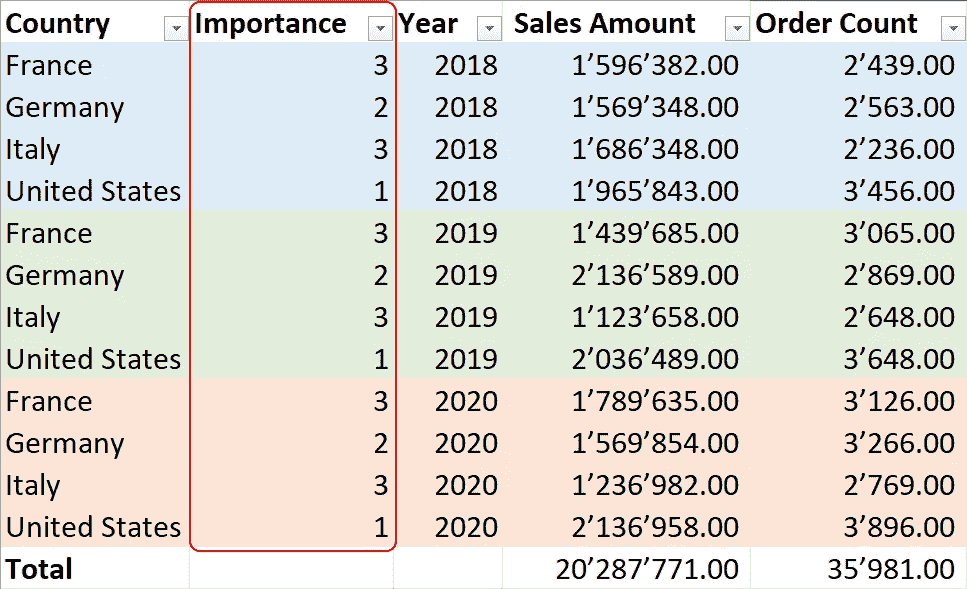 Country Importance Year Sales Amount Order Count
France 3 2018 1’596’382.00 2’439.00
Germany 2 2018 1’569’348.00 2’563.00
Italy 3 2018 1’686’348.00 2’236.00
United States 1 2018 1’965’843.00 3’456.00
France 3 2019 1’439’685.00 3’065.00
Germany 2 2019 2’136’589.00 2’869.00
Italy 3 2019 1’123’658.00 2’648.00
United States 1 2019 2’036’489.00 3’648.00
France 3 2020 1’789’635.00 3’126.00
Germany 2 2020 1’569’854.00 3’266.00
Italy 3 2020 1’236’982.00 2’769.00
United States 1 2020 2’136’958.00 3’896.00
Total 20’287’771.00 35’981.00